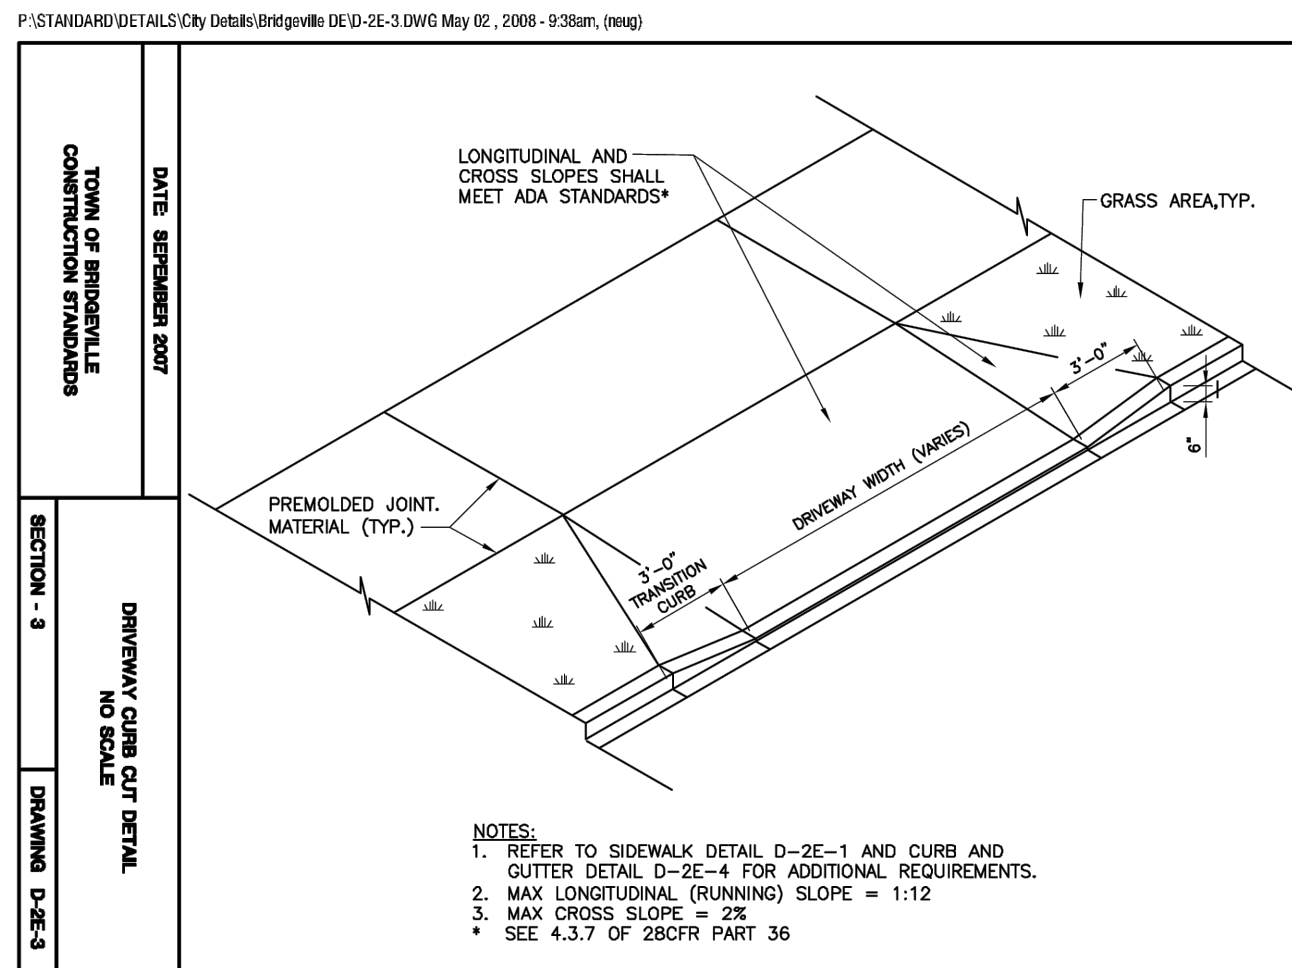 P:\STANDARD\DETAILS\City Details\Bridgeville DE\D-2E-3.DWG May 02 , 2008 - 9:38am, (neug)
TOWN OF BRIDGEVILLE
CONSTRUCTION STANDARDS
DATE: SEPEMBER 2007
SECTION - 3
DRIVEWAY CURB CUT DETAIL
NO SCALE
DRAWING D-2E-3
LONGITUDINAL AND
CROSS SLOPES SHALL
MEET ADA STANDARDS*
GRASS AREA,TYP.
3'-0"
6"
DRIVEWAY WIDTH (VARIES)
PREMOLDED JOINT.
MATERIAL (TYP.)
3'-0"
TRANSITION
CURB
NOTES:
1. REFER TO SIDEWALK DETAIL D-2E-1 AND CURB AND
GUTTER DETAIL D-2E-4 FOR ADDITIONAL REQUIREMENTS.
2. MAX LONGITUDINAL (RUNNING) SLOPE = 1:12
3. MAX CROSS SLOPE = 2%
* SEE 4.3.7 OF 28CFR PART 36